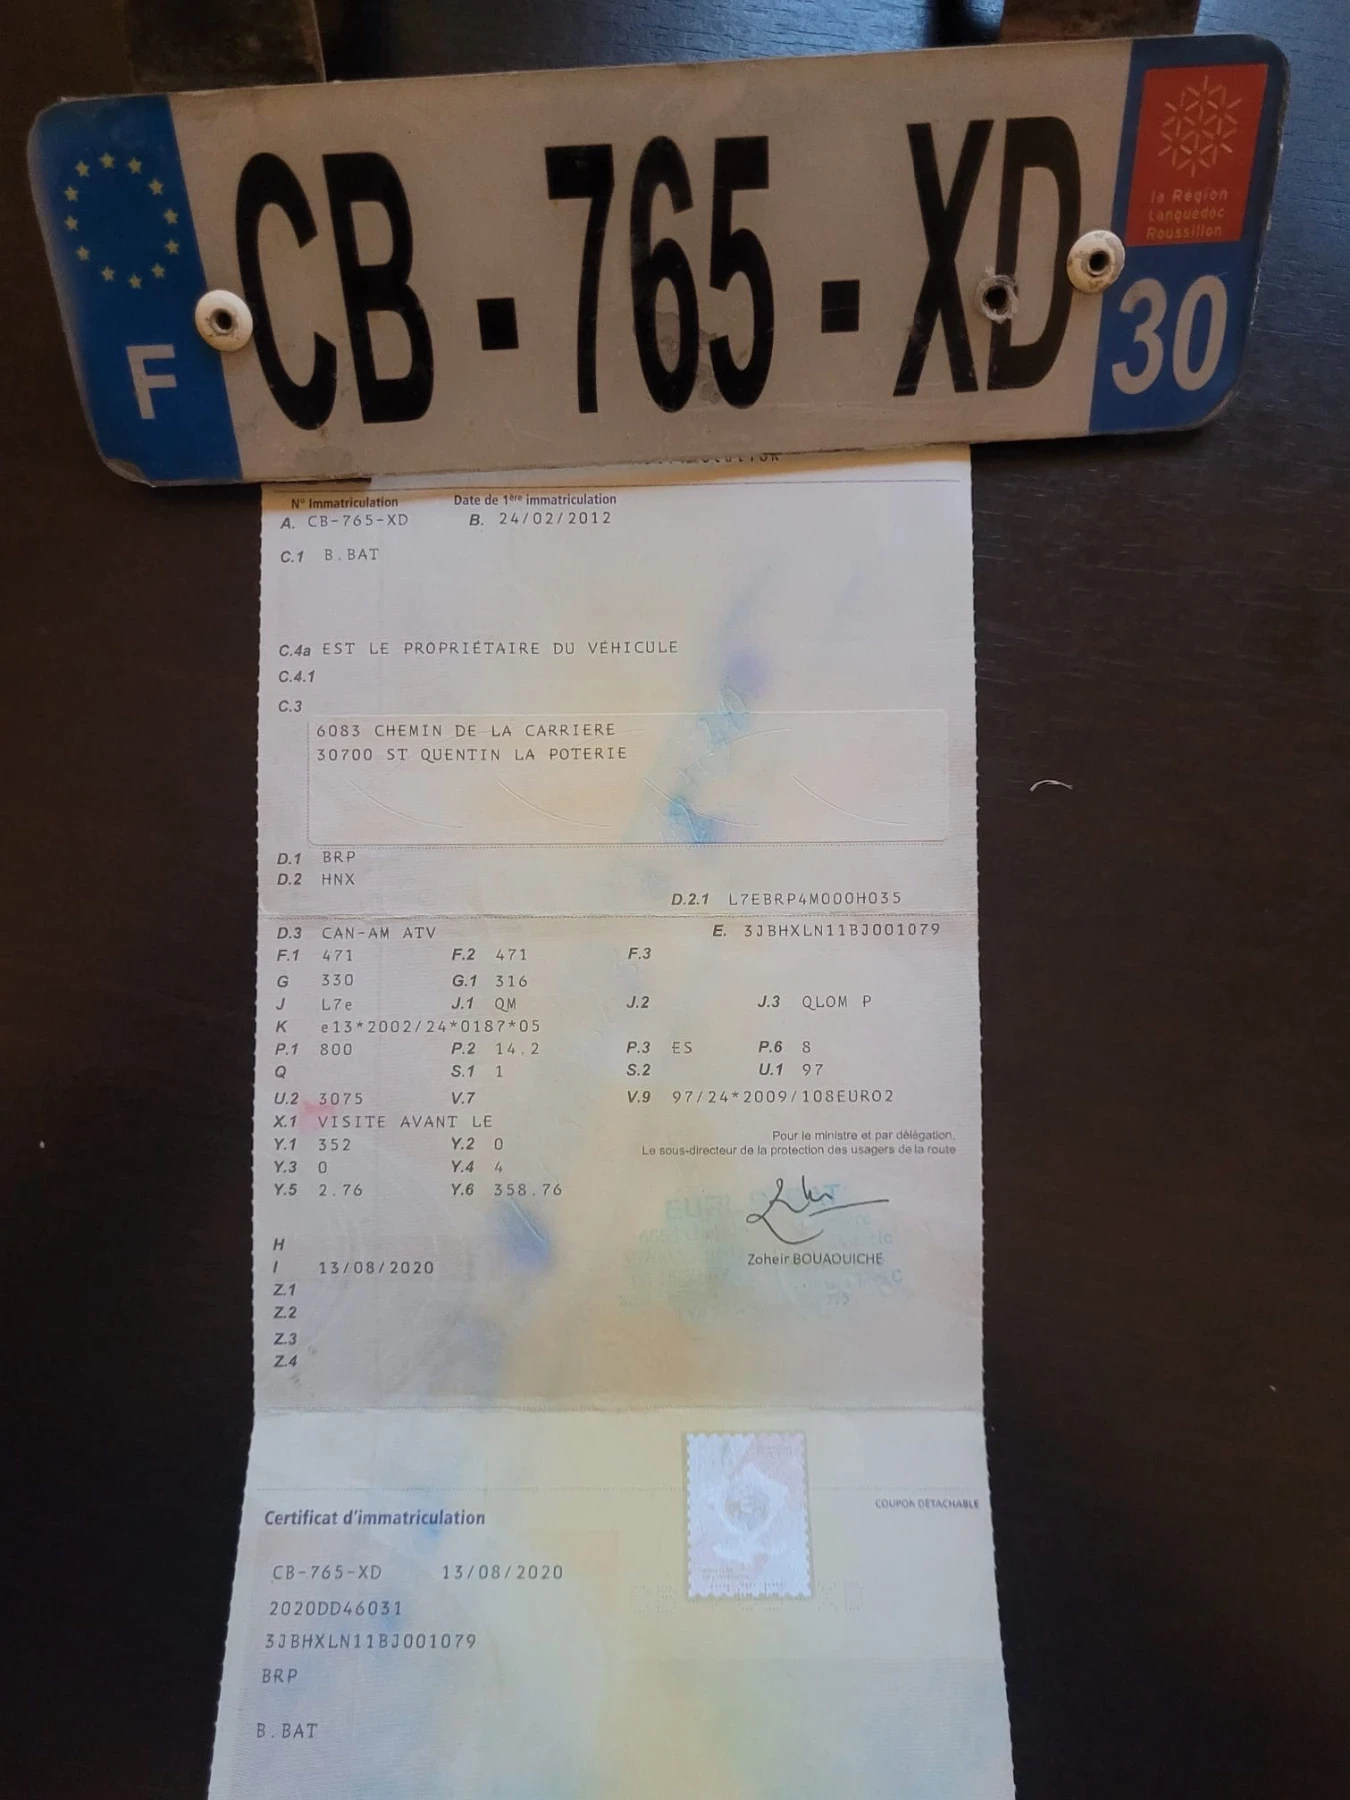 F
CB-765-XD
la Région
Languedoc
Roussillon
30
N° Immatriculation Date de 1ère immatriculation
A. CB-765-XD B. 24/02/2012
C.1 B.BAT
C.4a EST LE PROPRIÉTAIRE DU VÉHICULE
C.4.1
C.3
6083 CHEMIN DE LA CARRIERE
30700 ST QUENTIN LA POTERIE
D.1 BRP
D.2 HNX
D.2.1 L7EBRP4M000H035
D.3 CAN-AM ATV E. 3JBHXLN11BJ001079
F.1 471 F.2 471 F.3
G 330 G.1 316
J L7e J.1 QM J.2 J.3 QLOM P
K e13*2002/24*0187*05
P.1 800 P.2 14.2 P.3 ES P.6 8
Q S.1 1 S.2 U.1 97
U.2 3075 V.7 V.9 97/24*2009/108EURO2
X.1 VISITE AVANT LE
Y.1 352 Y.2 0
Y.3 0 Y.4 4
Y.5 2.76 Y.6 358.76
Pour le ministre et par délégation,
Le sous-directeur de la protection des usagers de la route
Zoheir BOUAOUICHE
H
I 13/08/2020
Z.1
Z.2
Z.3
Z.4
COUPON DÉTACHABLE
Certificat d'immatriculation
CB-765-XD 13/08/2020
2020DD46031
3JBHXLN11BJ001079
BRP
B.BAT